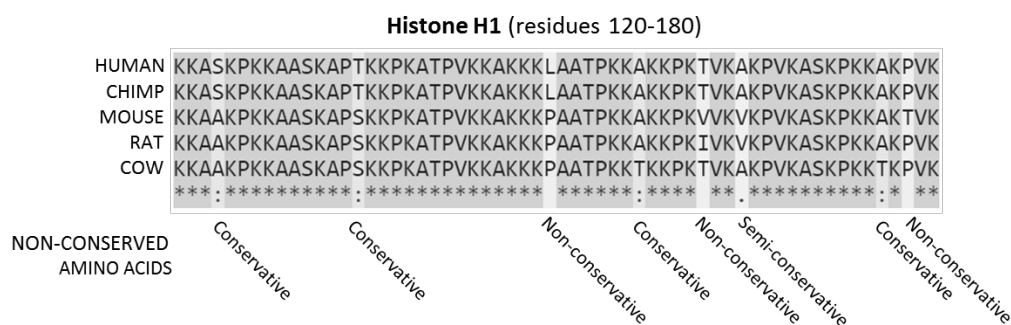 Histone H1 (residues 120-180)
HUMAN KKASKPKKAASKAPTKKPKATPVKKAKKKLAATPKKAKKPKTVKAKPVKASKPKKAKPVK
CHIMP KKASKPKKAASKAPTKKPKATPVKKAKKKLAATPKKAKKPKTVKAKPVKASKPKKAKPVK
MOUSE KKAAKPKKAASKAPSKKPKATPVKKAKKKPAATPKKAKKPKVVKVKPVKASKPKKAKTVK
RAT KKAAKPKKAASKAPSKKPKATPVKKAKKKPAATPKKAKKPKIVKVKPVKASKPKKAKPVK
COW KKAAKPKKAASKAPSKKPKATPVKKAKKKPAATPKKTKKPKTVKAKPVKASKPKKTKPVK
***:**********:************** ******:**** **:**********:* **
NON-CONSERVED
AMINO ACIDS
Conservative
Conservative
Non-conservative
Conservative
Non-conservative
Semi-conservative
Conservative
Non-conservative